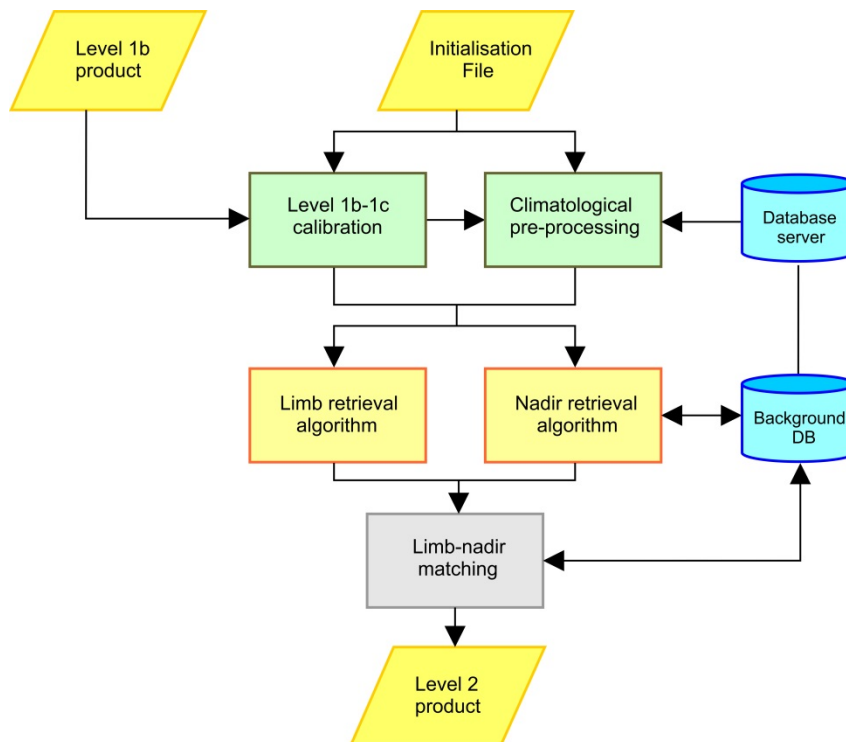 Level 1b
product
Initialisation
File
Level 1b-1c
calibration
Climatological
pre-processing
Database
server
Limb retrieval
algorithm
Nadir retrieval
algorithm
Background
DB
Limb-nadir
matching
Level 2
product